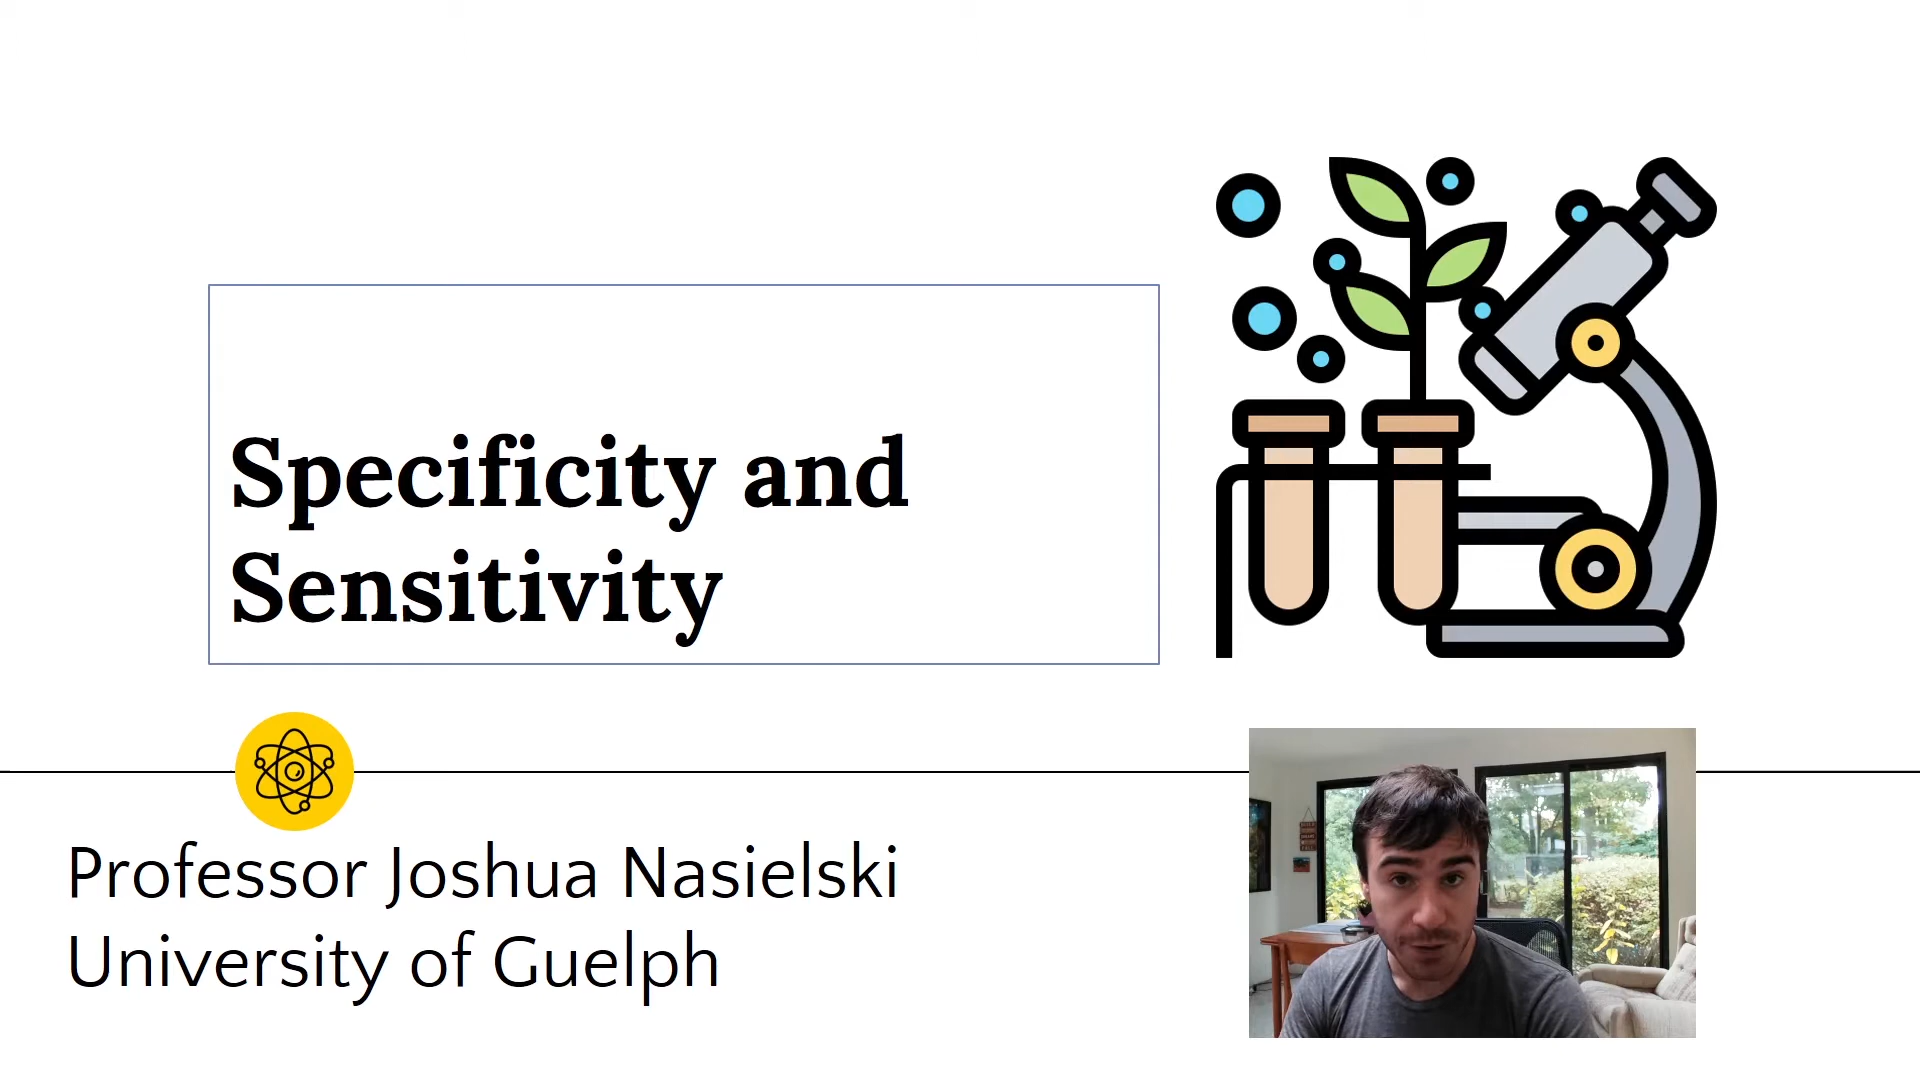 Specificity and
Sensitivity
Professor Joshua Nasielski
University of Guelph